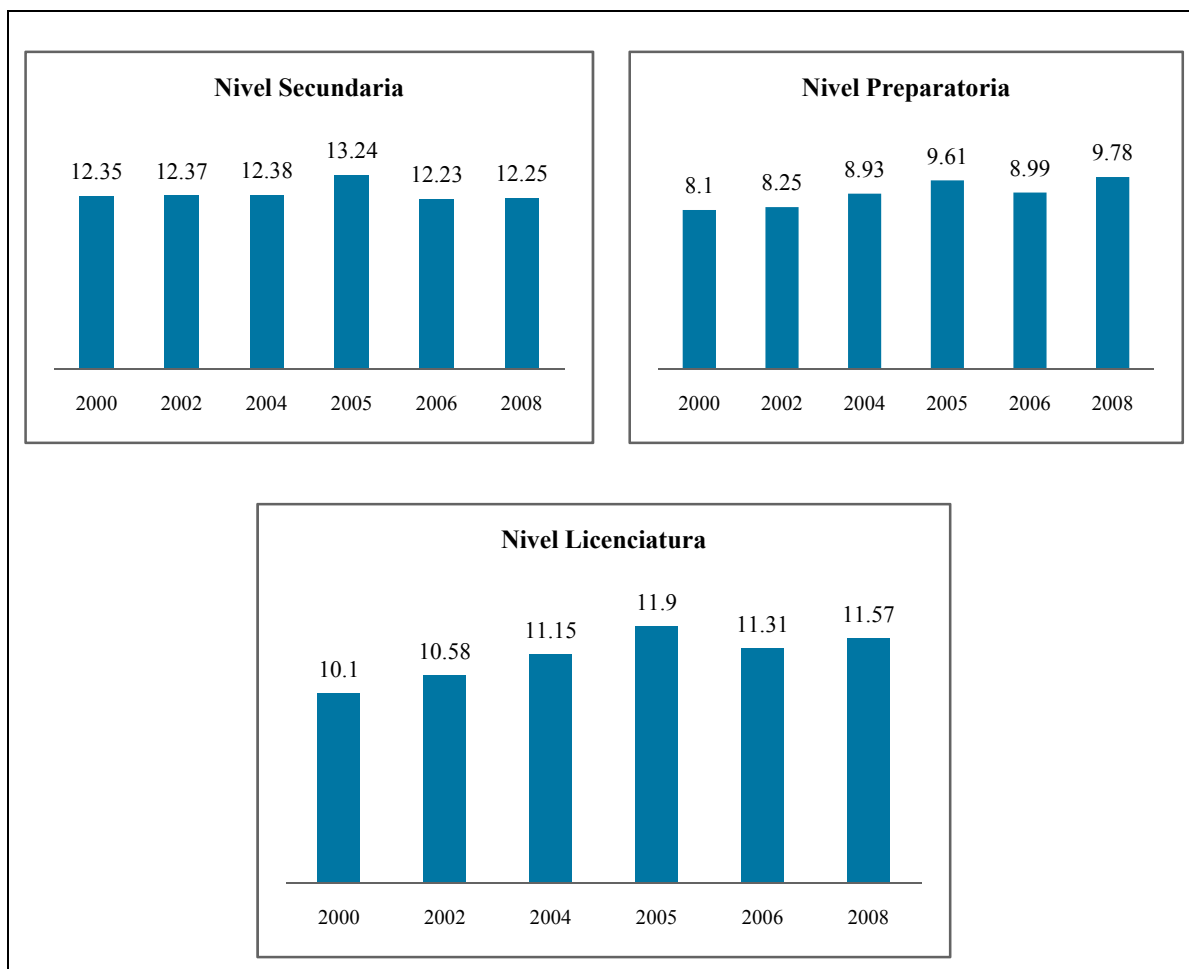 Nivel Secundaria
12.35 12.37 12.38 13.24 12.23 12.25
2000 2002 2004 2005 2006 2008
Nivel Preparatoria
8.1 8.25 8.93 9.61 8.99 9.78
2000 2002 2004 2005 2006 2008
Nivel Licenciatura
10.1 10.58 11.15 11.9 11.31 11.57
2000 2002 2004 2005 2006 2008